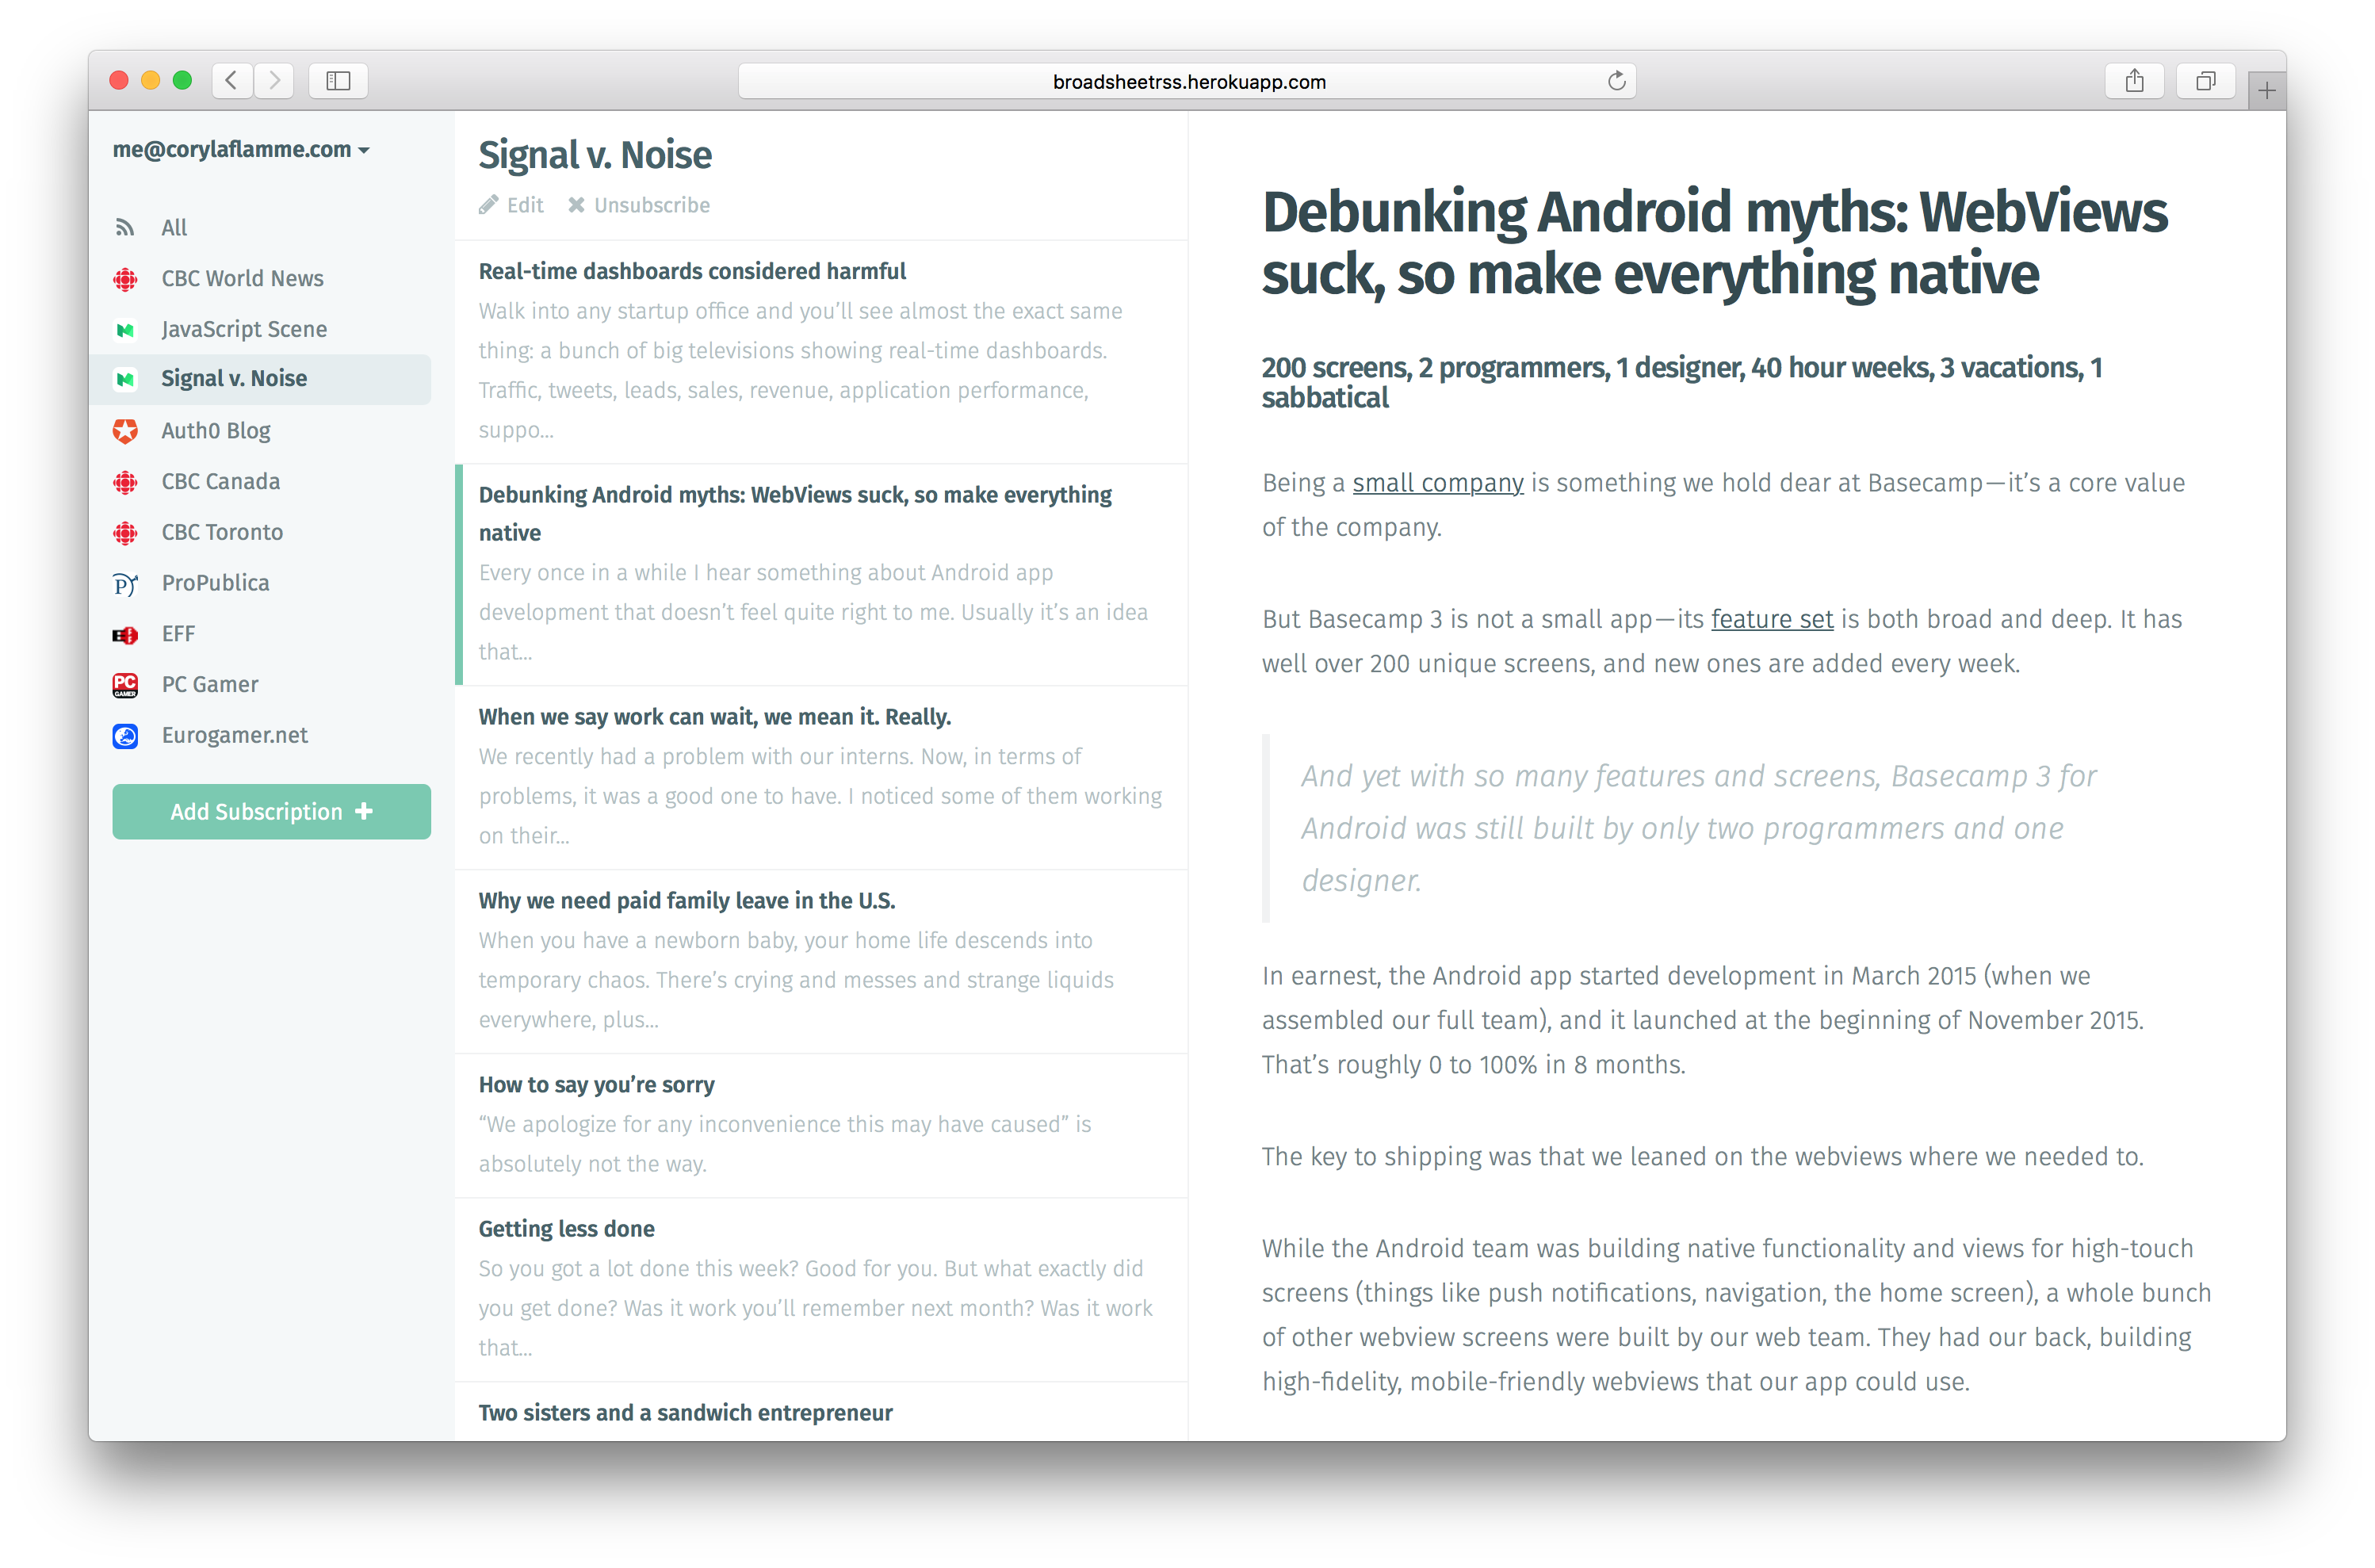 broadsheetrss.herokuapp.com
me@corylaflamme.com
All
CBC World News
JavaScript Scene
Signal v. Noise
Auth0 Blog
CBC Canada
CBC Toronto
ProPublica
EFF
PC Gamer
Eurogamer.net
Add Subscription
Signal v. Noise
Edit Unsubscribe
Real-time dashboards considered harmful
Walk into any startup office and you’ll see almost the exact same
thing: a bunch of big televisions showing real-time dashboards.
Traffic, tweets, leads, sales, revenue, application performance,
suppo...
Debunking Android myths: WebViews suck, so make everything
native
Every once in a while I hear something about Android app
development that doesn’t feel quite right to me. Usually it’s an idea
that...
When we say work can wait, we mean it. Really.
We recently had a problem with our interns. Now, in terms of
problems, it was a good one to have. I noticed some of them working
on their...
Why we need paid family leave in the U.S.
When you have a newborn baby, your home life descends into
temporary chaos. There’s crying and messes and strange liquids
everywhere, plus...
How to say you’re sorry
“We apologize for any inconvenience this may have caused” is
absolutely not the way.
Getting less done
So you got a lot done this week? Good for you. But what exactly did
you get done? Was it work you’ll remember next month? Was it work
that...
Two sisters and a sandwich entrepreneur
Debunking Android myths: WebViews
suck, so make everything native
200 screens, 2 programmers, 1 designer, 40 hour weeks, 3 vacations, 1
sabbatical
Being a small company is something we hold dear at Basecamp—it’s a core value
of the company.
But Basecamp 3 is not a small app—its feature set is both broad and deep. It has
well over 200 unique screens, and new ones are added every week.
And yet with so many features and screens, Basecamp 3 for
Android was still built by only two programmers and one
designer.
In earnest, the Android app started development in March 2015 (when we
assembled our full team), and it launched at the beginning of November 2015.
That’s roughly 0 to 100% in 8 months.
The key to shipping was that we leaned on the webviews where we needed to.
While the Android team was building native functionality and views for high-touch
screens (things like push notifications, navigation, the home screen), a whole bunch
of other webview screens were built by our web team. They had our back, building
high-fidelity, mobile-friendly webviews that our app could use.